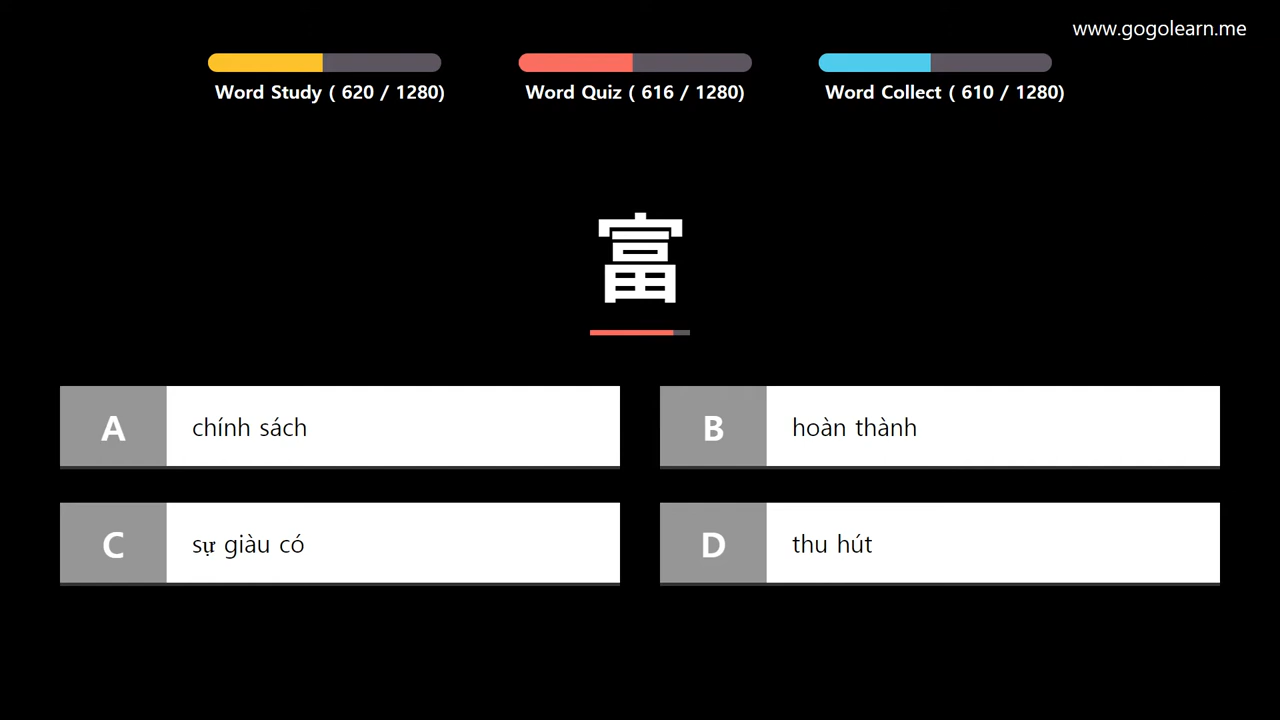 www.gogolearn.me
Word Study ( 620 / 1280)
Word Quiz ( 616 / 1280)
Word Collect ( 610 / 1280)
富
A chính sách
B hoàn thành
C sự giàu có
D thu hút